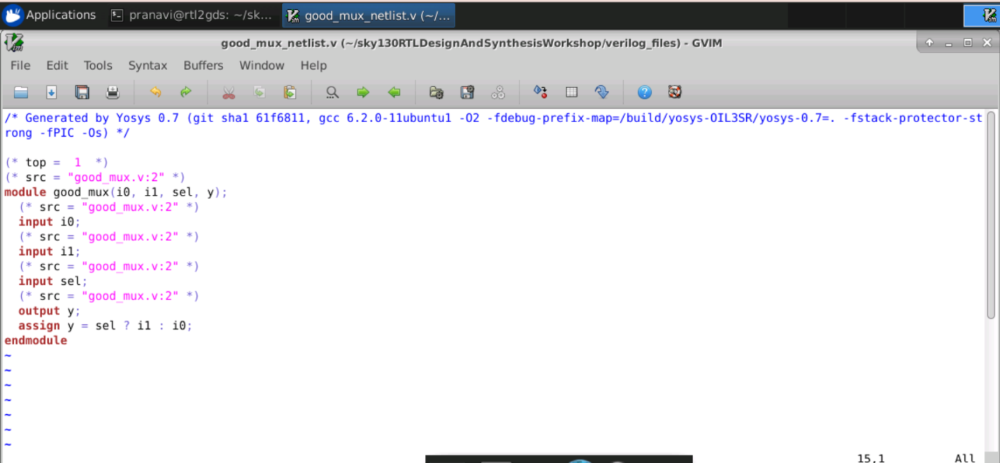 Applications pranavi@rtl2gds: ~/sk... good_mux_netlist.v (~/...
good_mux_netlist.v (~/sky130RTLDesignAndSynthesisWorkshop/verilog_files) - GVIM
File Edit Tools Syntax Buffers Window Help
/* Generated by Yosys 0.7 (git sha1 61f6811, gcc 6.2.0-11ubuntu1 -O2 -fdebug-prefix-map=/build/yosys-OIL3SR/yosys-0.7=. -fstack-protector-st
rong -fPIC -Os) */
(* top =  1  *)
(* src = "good_mux.v:2" *)
module good_mux(i0, i1, sel, y);
  (* src = "good_mux.v:2" *)
  input i0;
  (* src = "good_mux.v:2" *)
  input i1;
  (* src = "good_mux.v:2" *)
  input sel;
  (* src = "good_mux.v:2" *)
  output y;
  assign y = sel ? i1 : i0;
endmodule
~
~
~
~
~
~
~
15,1 All